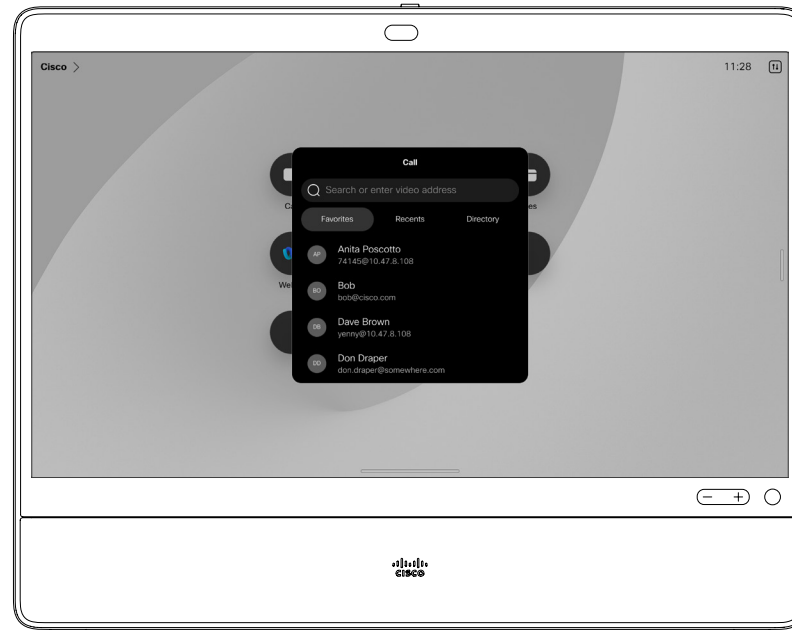 Cisco
11:28
Call
Search or enter video address
Favorites Recents Directory
AP Anita Poscotto
74145@10.47.8.108
BO Bob
bob@cisco.com
DB Dave Brown
yenny@10.47.8.108
DD Don Draper
don.draper@somewhere.com
CISCO